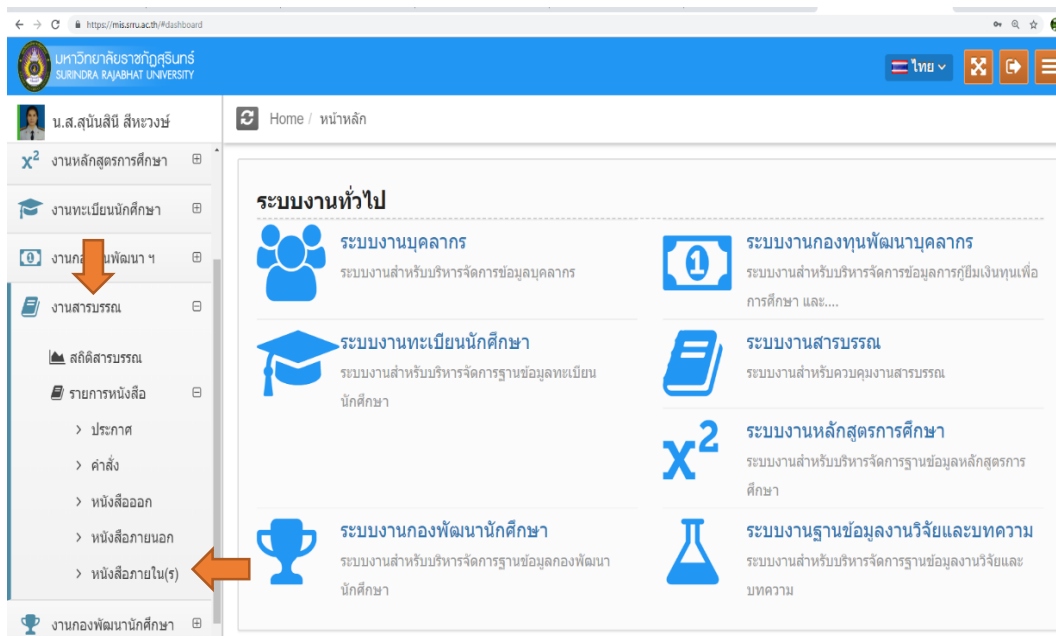 https://mis.srru.ac.th/#dashboard
มหาวิทยาลัยราชภัฏสุรินทร์
SURINDRA RAJABHAT UNIVERSITY
ไทย
น.ส.สุนันสินี สีหะวงษ์
Home / หน้าหลัก
งานหลักสูตรการศึกษา
งานทะเบียนนักศึกษา
พัฒนา ฯ
งานสารบรรณ
สถิติสารบรรณ
รายการหนังสือ
> ประกาศ
> คำสั่ง
> หนังสือออก
> หนังสือภายนอก
> หนังสือภายใน(ร)
งานกองพัฒนานักศึกษา
ระบบงานทั่วไป
ระบบงานบุคลากร
ระบบงานสำหรับบริหารจัดการข้อมูลบุคลากร
ระบบงานกองทุนพัฒนาบุคลากร
ระบบงานสำหรับบริหารจัดการข้อมูลการกู้ยืมเงินทุนเพื่อ
การศึกษา และ....
ระบบงานทะเบียนนักศึกษา
ระบบงานสำหรับบริหารจัดการฐานข้อมูลทะเบียน
นักศึกษา
ระบบงานสารบรรณ
ระบบงานสำหรับควบคุมงานสารบรรณ
ระบบงานหลักสูตรการศึกษา
ระบบงานสำหรับบริหารจัดการฐานข้อมูลหลักสูตรการ
ศึกษา
ระบบงานกองพัฒนานักศึกษา
ระบบงานสำหรับบริหารจัดการฐานข้อมูลกองพัฒนา
นักศึกษา
ระบบงานฐานข้อมูลงานวิจัยและบทความ
ระบบงานสำหรับบริหารจัดการฐานข้อมูลงานวิจัยและ
บทความ